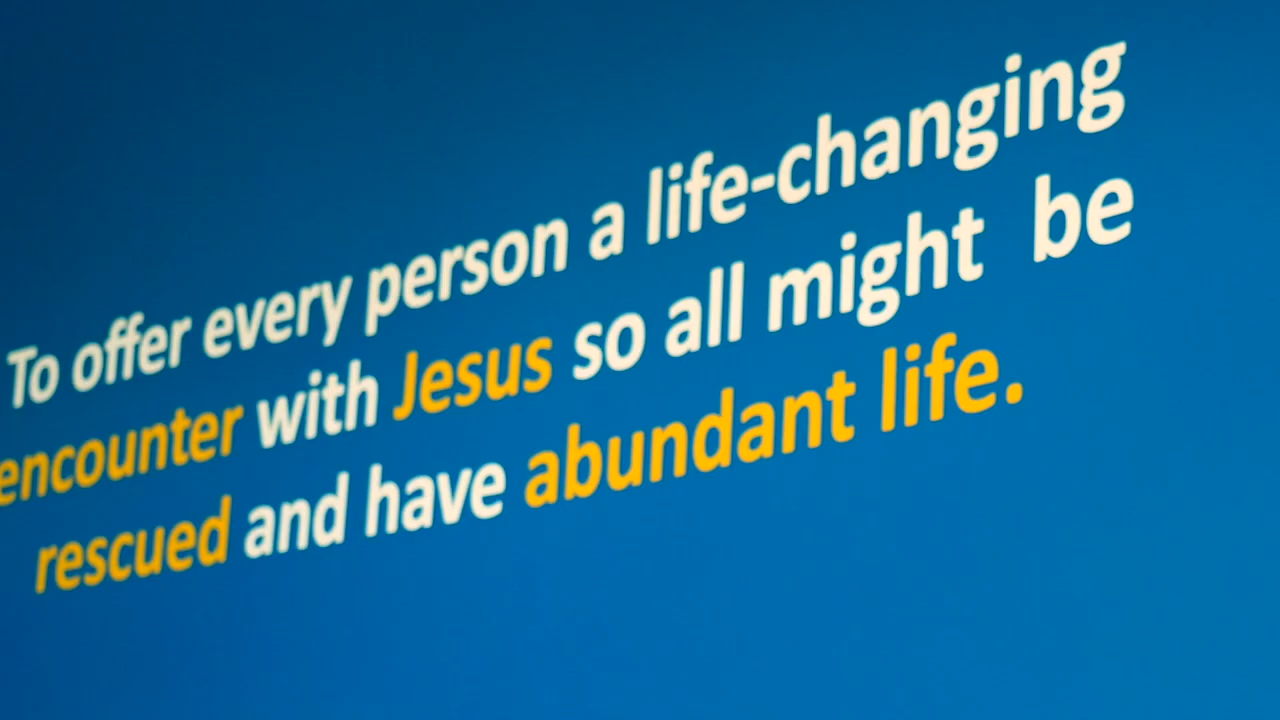 To offer every person a life-changing
encounter with Jesus so all might be
rescued and have abundant life.